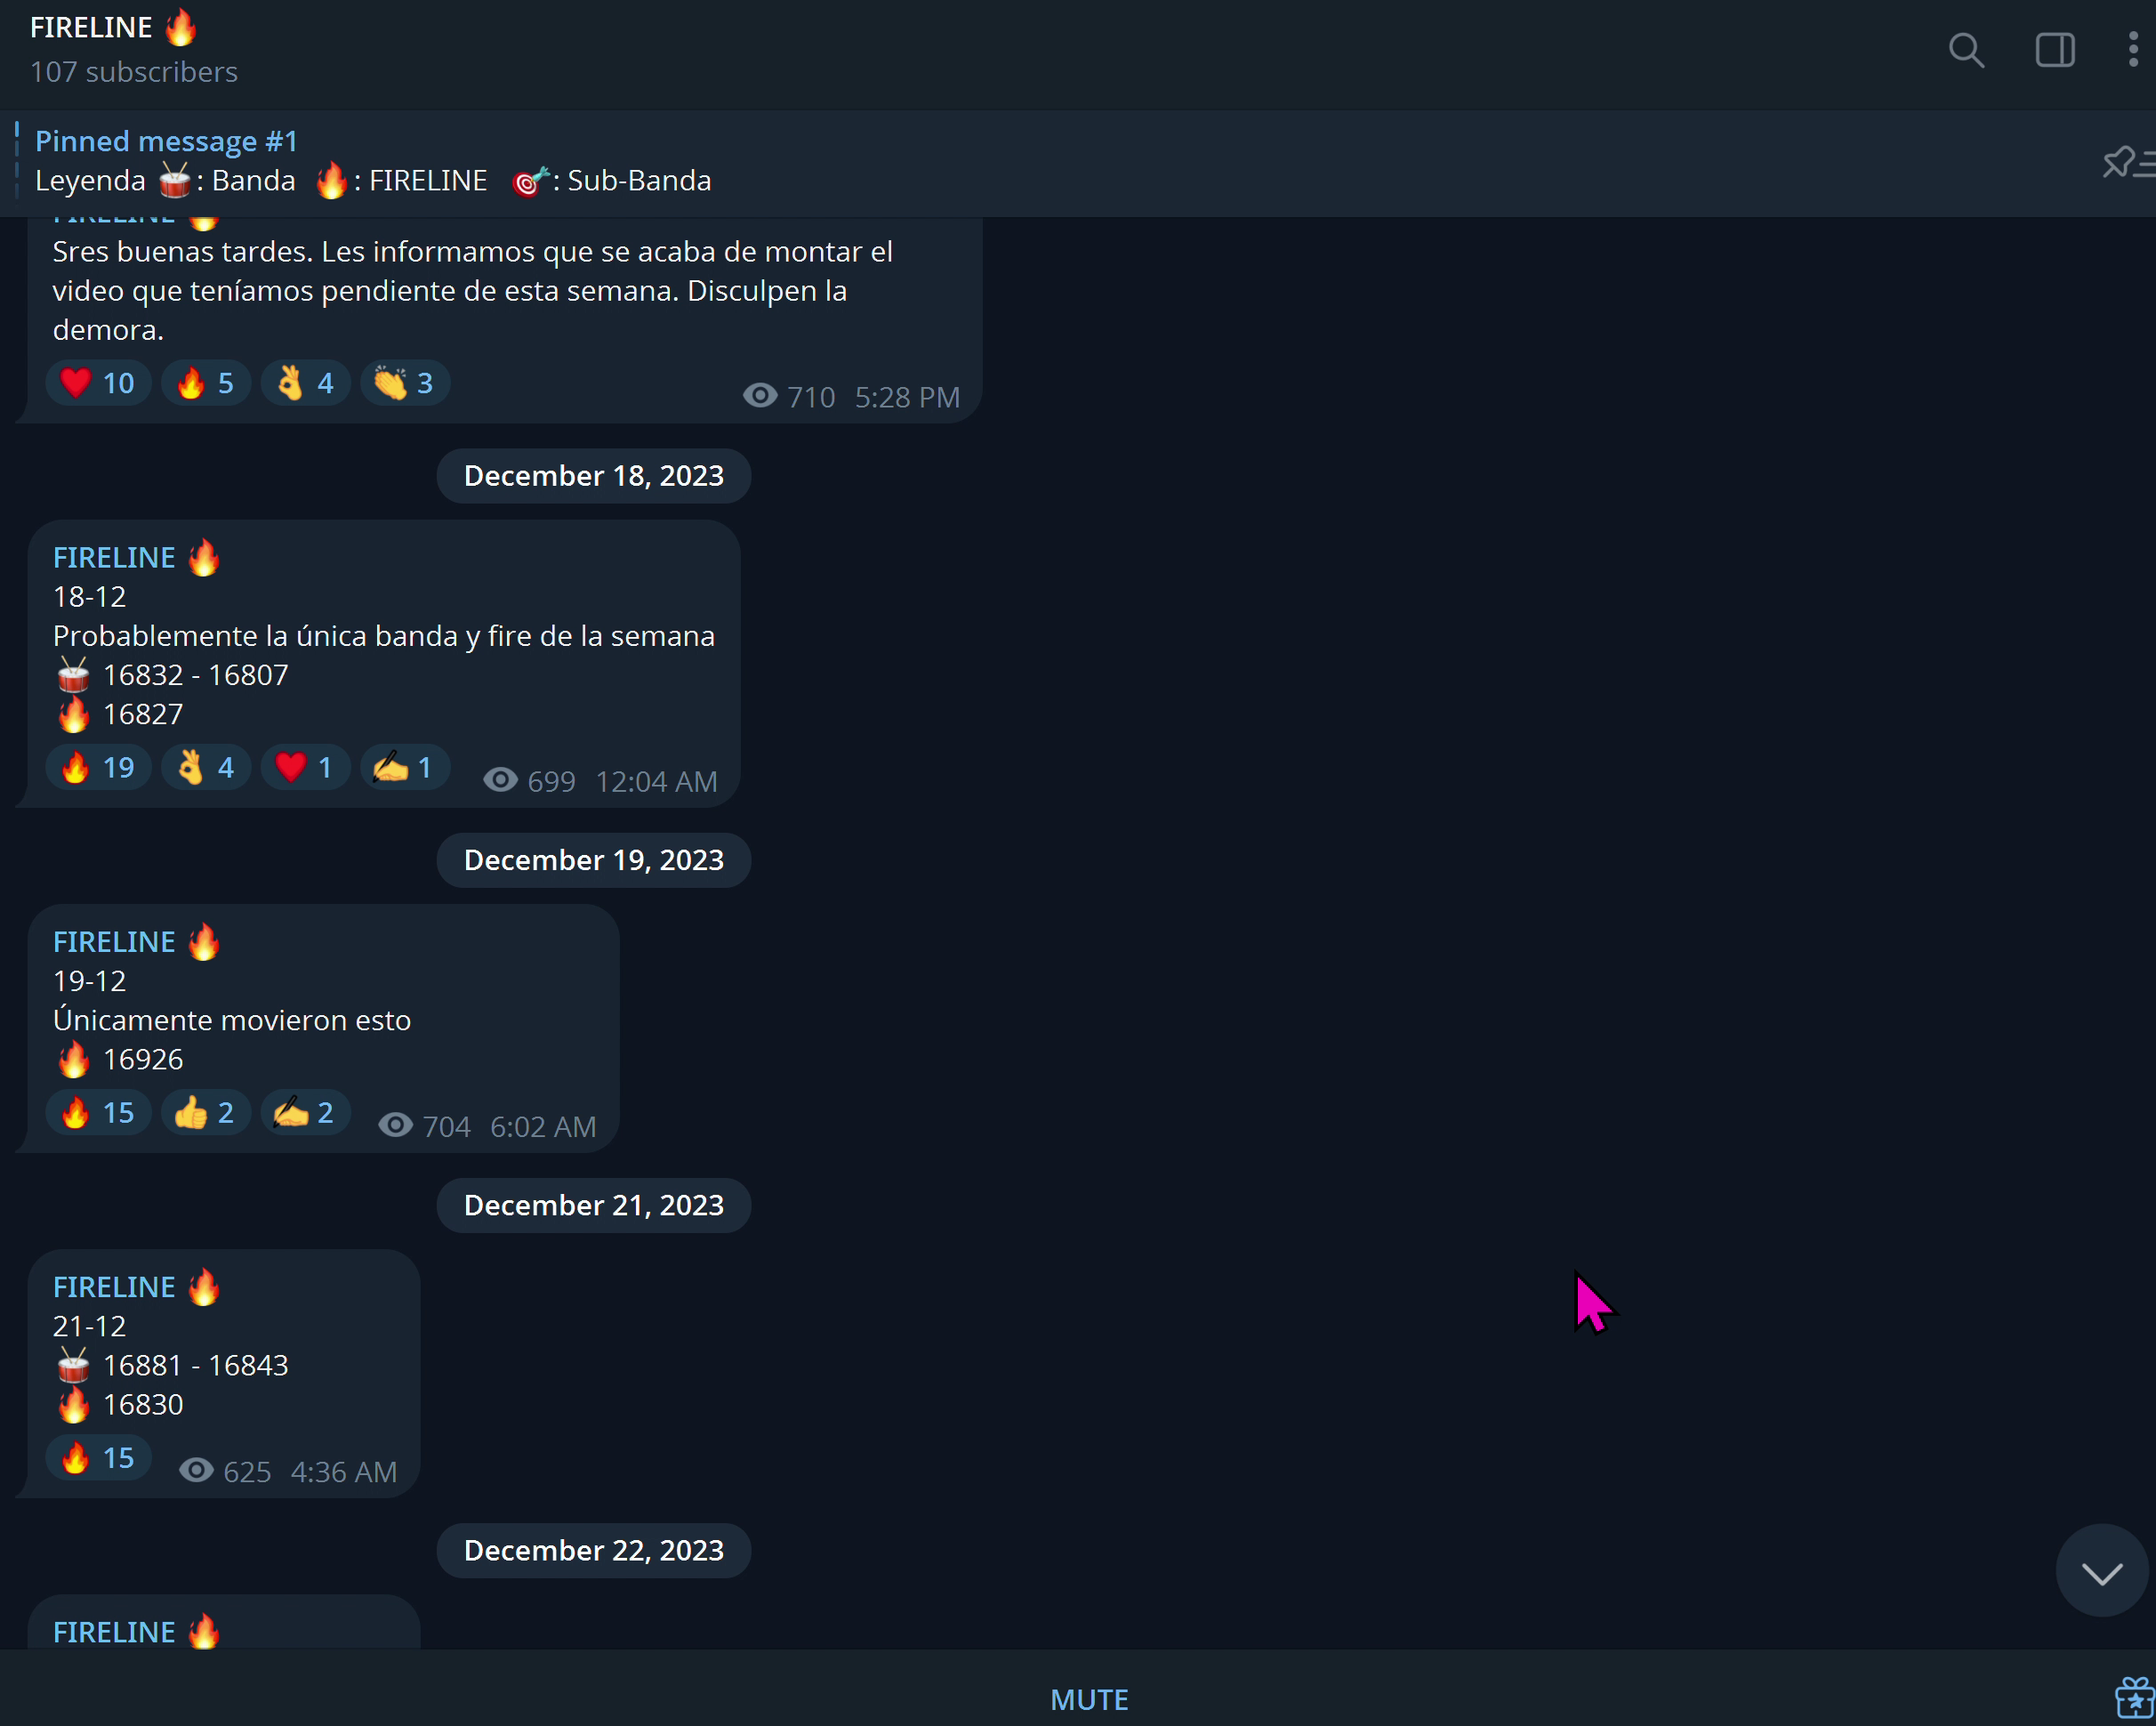 FIRELINE 🔥
107 subscribers
Pinned message #1
Leyenda 🥁: Banda 🔥: FIRELINE 🎯: Sub-Banda
FIRELINE 🔥
Sres buenas tardes. Les informamos que se acaba de montar el
video que teníamos pendiente de esta semana. Disculpen la
demora.
❤️ 10 🔥 5 👌 4 👏 3 710 5:28 PM
December 18, 2023
FIRELINE 🔥
18-12
Probablemente la única banda y fire de la semana
🥁 16832 - 16807
🔥 16827
🔥 19 👌 4 ❤️ 1 ✍️ 1 699 12:04 AM
December 19, 2023
FIRELINE 🔥
19-12
Únicamente movieron esto
🔥 16926
🔥 15 👍 2 ✍️ 2 704 6:02 AM
December 21, 2023
FIRELINE 🔥
21-12
🥁 16881 - 16843
🔥 16830
🔥 15 625 4:36 AM
December 22, 2023
FIRELINE 🔥
MUTE